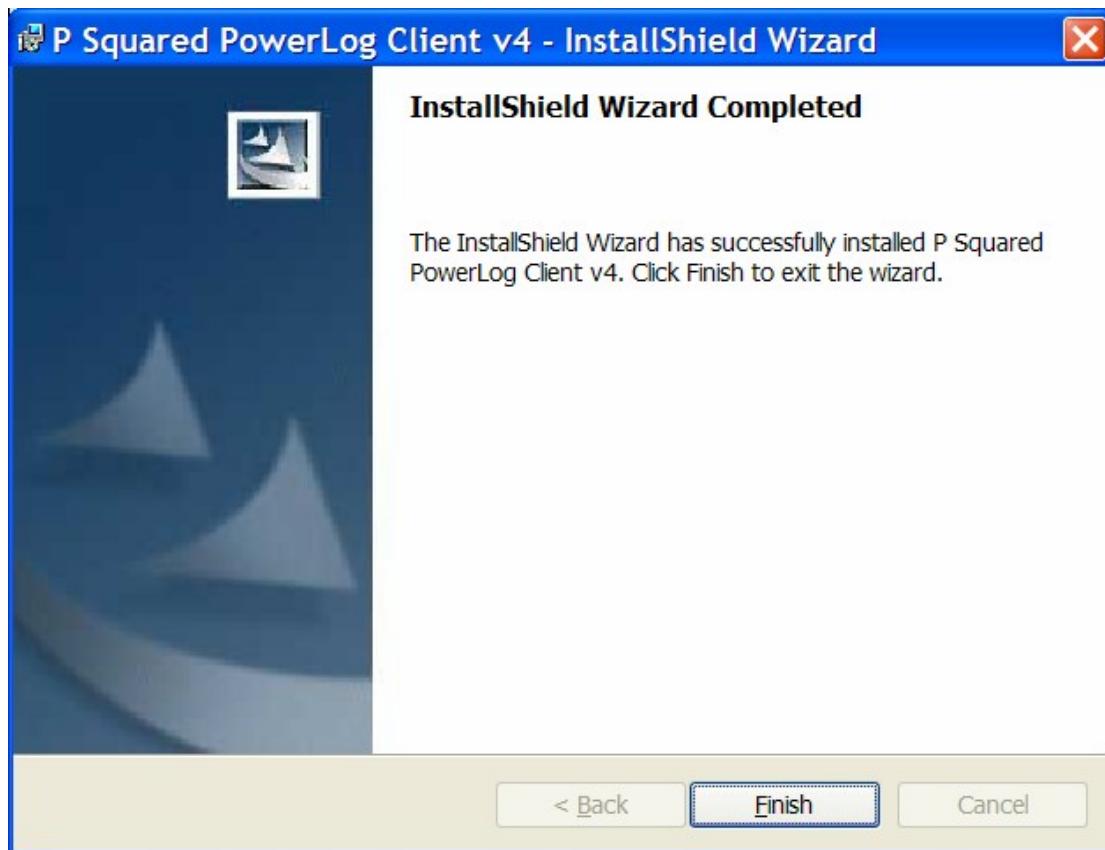 P Squared PowerLog Client v4 - InstallShield Wizard
InstallShield Wizard Completed
The InstallShield Wizard has successfully installed P Squared
PowerLog Client v4. Click Finish to exit the wizard.
< Back
Finish
Cancel